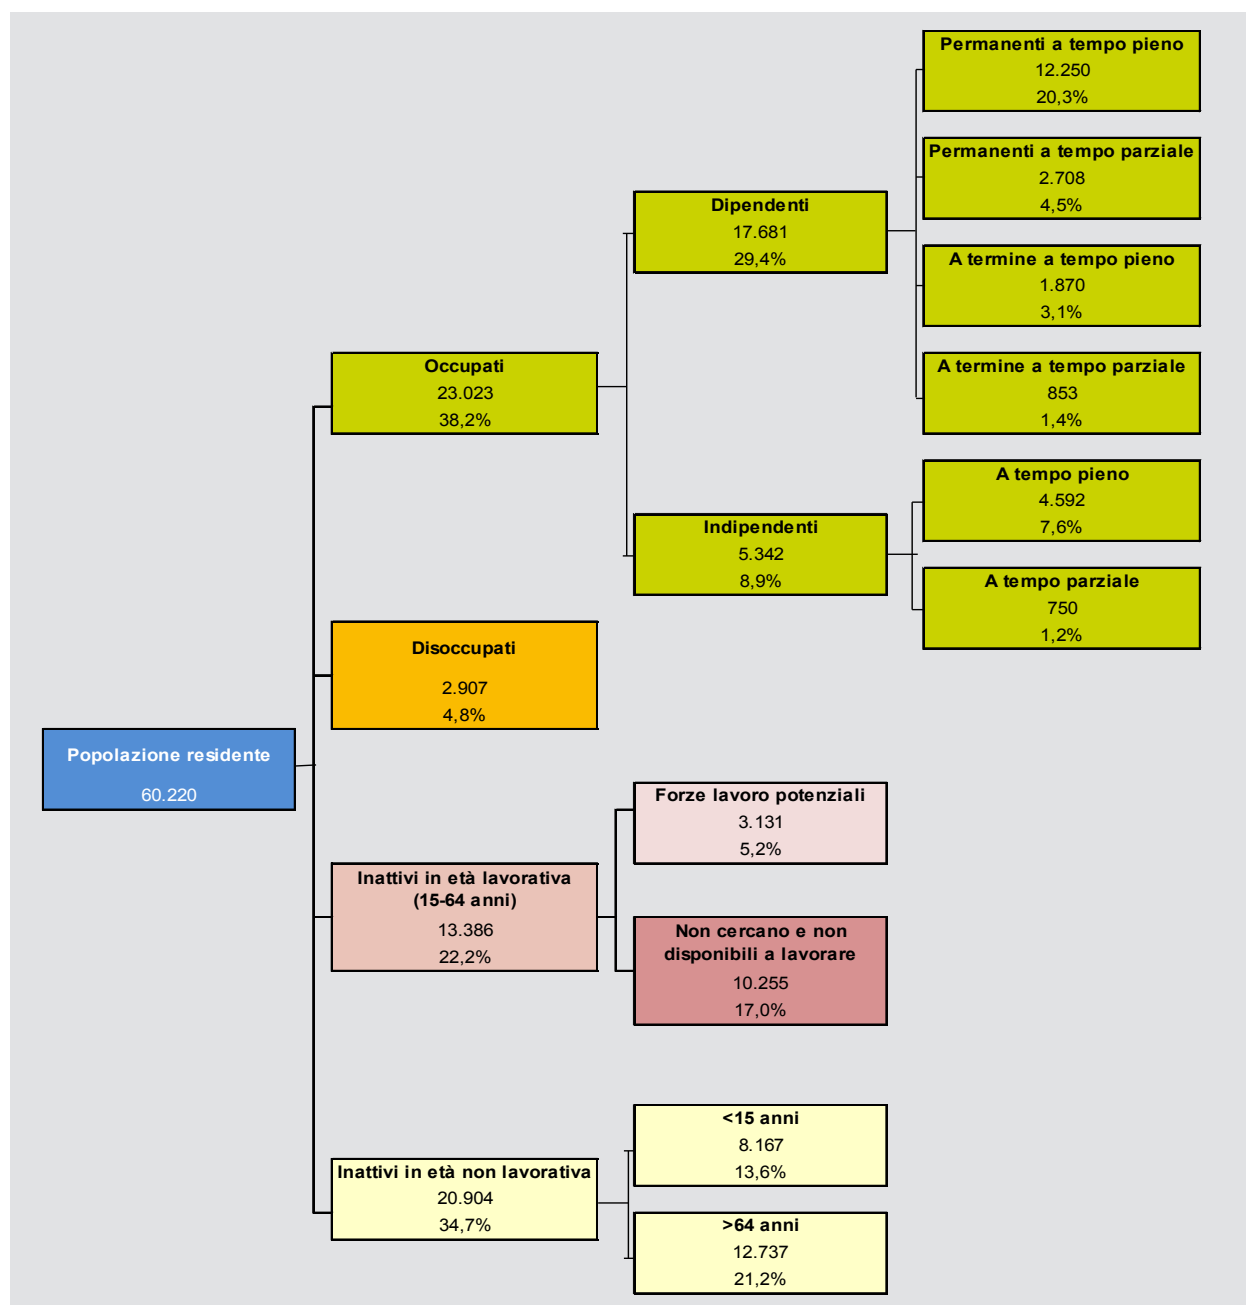 Popolazione residente
60.220
Occupati
23.023
38,2%
Dipendenti
17.681
29,4%
Permanenti a tempo pieno
12.250
20,3%
Permanenti a tempo parziale
2.708
4,5%
A termine a tempo pieno
1.870
3,1%
A termine a tempo parziale
853
1,4%
Indipendenti
5.342
8,9%
A tempo pieno
4.592
7,6%
A tempo parziale
750
1,2%
Disoccupati
2.907
4,8%
Inattivi in età lavorativa
(15-64 anni)
13.386
22,2%
Forze lavoro potenziali
3.131
5,2%
Non cercano e non
disponibili a lavorare
10.255
17,0%
Inattivi in età non lavorativa
20.904
34,7%
<15 anni
8.167
13,6%
>64 anni
12.737
21,2%